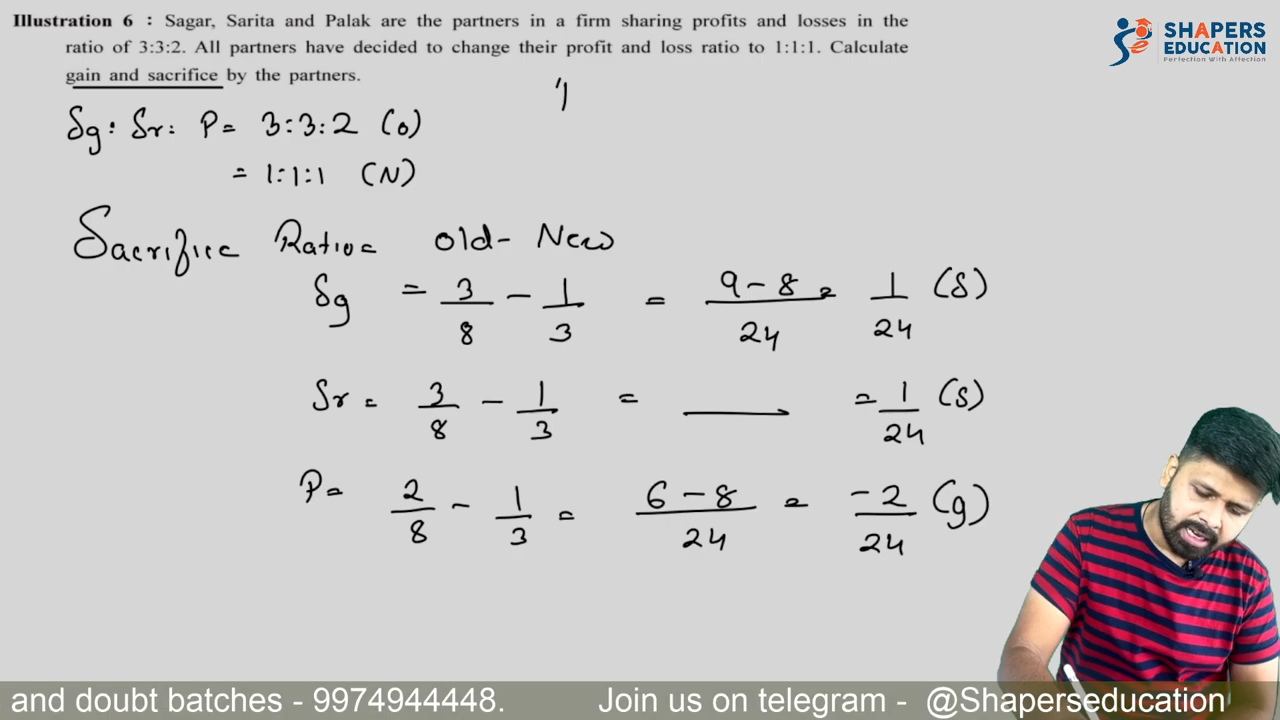 Illustration 6 : Sagar, Sarita and Palak are the partners in a firm sharing profits and losses in the
ratio of 3:3:2. All partners have decided to change their profit and loss ratio to 1:1:1. Calculate
gain and sacrifice by the partners.
SHAPERS
EDUCATION
Perfection With Affection
Sg: Sr: P= 3:3:2 (O)
= 1:1:1 (N)
Sacrifice Ratio= Old- New
Sg = 3/8 - 1/3 = 9-8/24 = 1/24 (S)
Sr = 3/8 - 1/3 = ___ = 1/24 (S)
P= 2/8 - 1/3 = 6-8/24 = -2/24 (g)
and doubt batches - 9974944448. Join us on telegram - @Shaperseducation